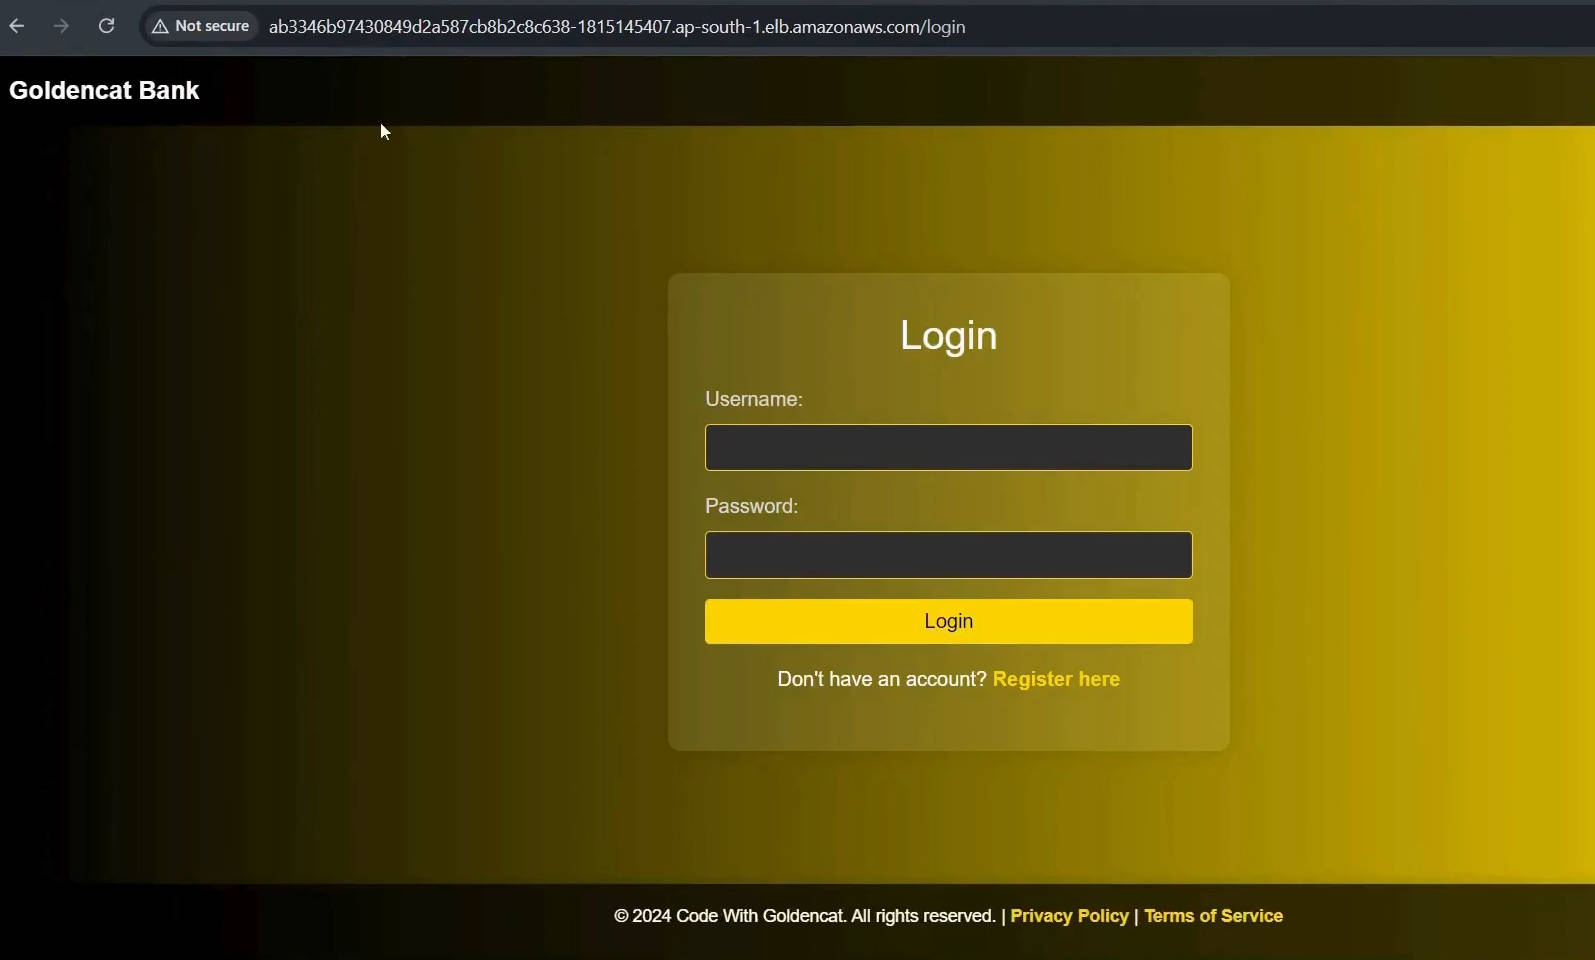 Not secure ab3346b97430849d2a587cb8b2c8c638-1815145407.ap-south-1.elb.amazonaws.com/login
Goldencat Bank
Login
Username:
Password:
Login
Don't have an account? Register here
© 2024 Code With Goldencat. All rights reserved. | Privacy Policy | Terms of Service